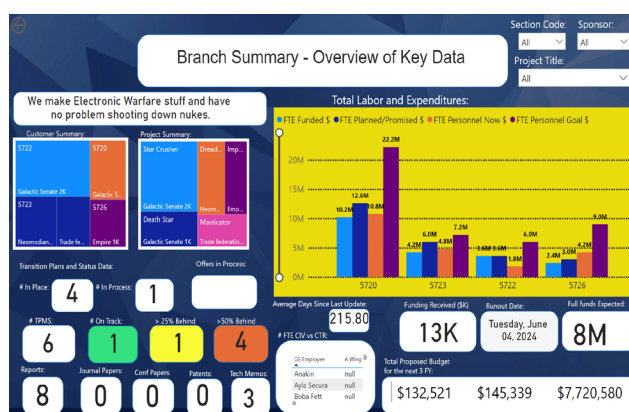 Section Code:
Sponsor:
All
All
Project Title:
All
Branch Summary - Overview of Key Data
We make Electronic Warfare stuff and have
no problem shooting down nukes.
Customer Summary:
5722
5720
Galactic Senate 2K
Galactic S...
5723
5726
Neomodian...
Trade fe...
Empire 1K
Project Summary:
Star Crusher
Dread...
Imp...
Galactic Senate 2K
Neom...
Emp...
Death Star
Masticator
Galactic Senate 1K
Trade federatio...
Total Labor and Expenditures:
FTE Funded $ FTE Planned/Promised $ FTE Personnel Now $ FTE Personnel Goal $
20M
15M
10M
5M
0M
10.2M
12.6M
10.8M
22.2M
4.2M
6.0M
4.8M
7.2M
3.6M
3.6M
1.8M
6.0M
2.4M
3.0M
4.2M
9.0M
5720
5723
5722
5726
Transition Plans and Status Data:
Offers in Process:
# In Place:
4
# In Process:
1
# TPMS:
6
# On Track:
1
> 25% Behind
1
>50% Behind
4
Reports:
8
Journal Papers:
0
Conf Papers:
0
Patents:
0
Tech Memos:
3
Average Days Since Last Update:
215.80
# FTE CIV vs CTR:
GS Employee
A Wing
Anakin
null
Ayla Secura
null
Boba Fett
null
Funding Received ($K)
13K
Runout Date:
Tuesday, June
04, 2024
Full funds Expected:
8M
Total Proposed Budget
for the next 3 FY:
$132,521
$145,339
$7,720,580